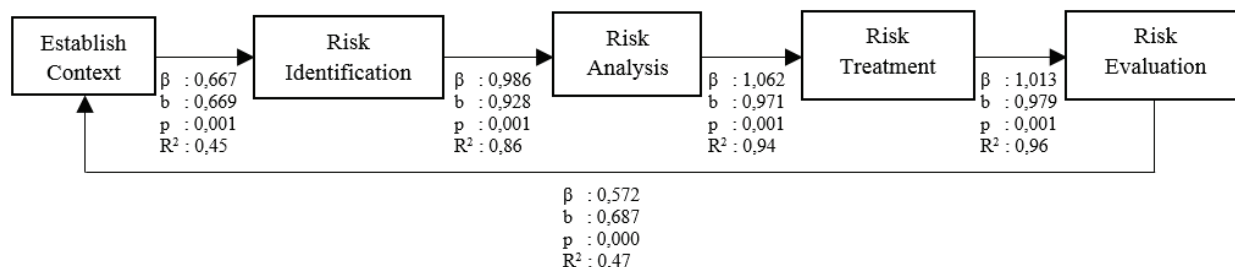 Establish
Context
Risk
Identification
Risk
Analysis
Risk
Treatment
Risk
Evaluation
β : 0,667
b : 0,669
p : 0,001
R² : 0,45
β : 0,986
b : 0,928
p : 0,001
R² : 0,86
β : 1,062
b : 0,971
p : 0,001
R² : 0,94
β : 1,013
b : 0,979
p : 0,001
R² : 0,96
β : 0,572
b : 0,687
p : 0,000
R² : 0,47